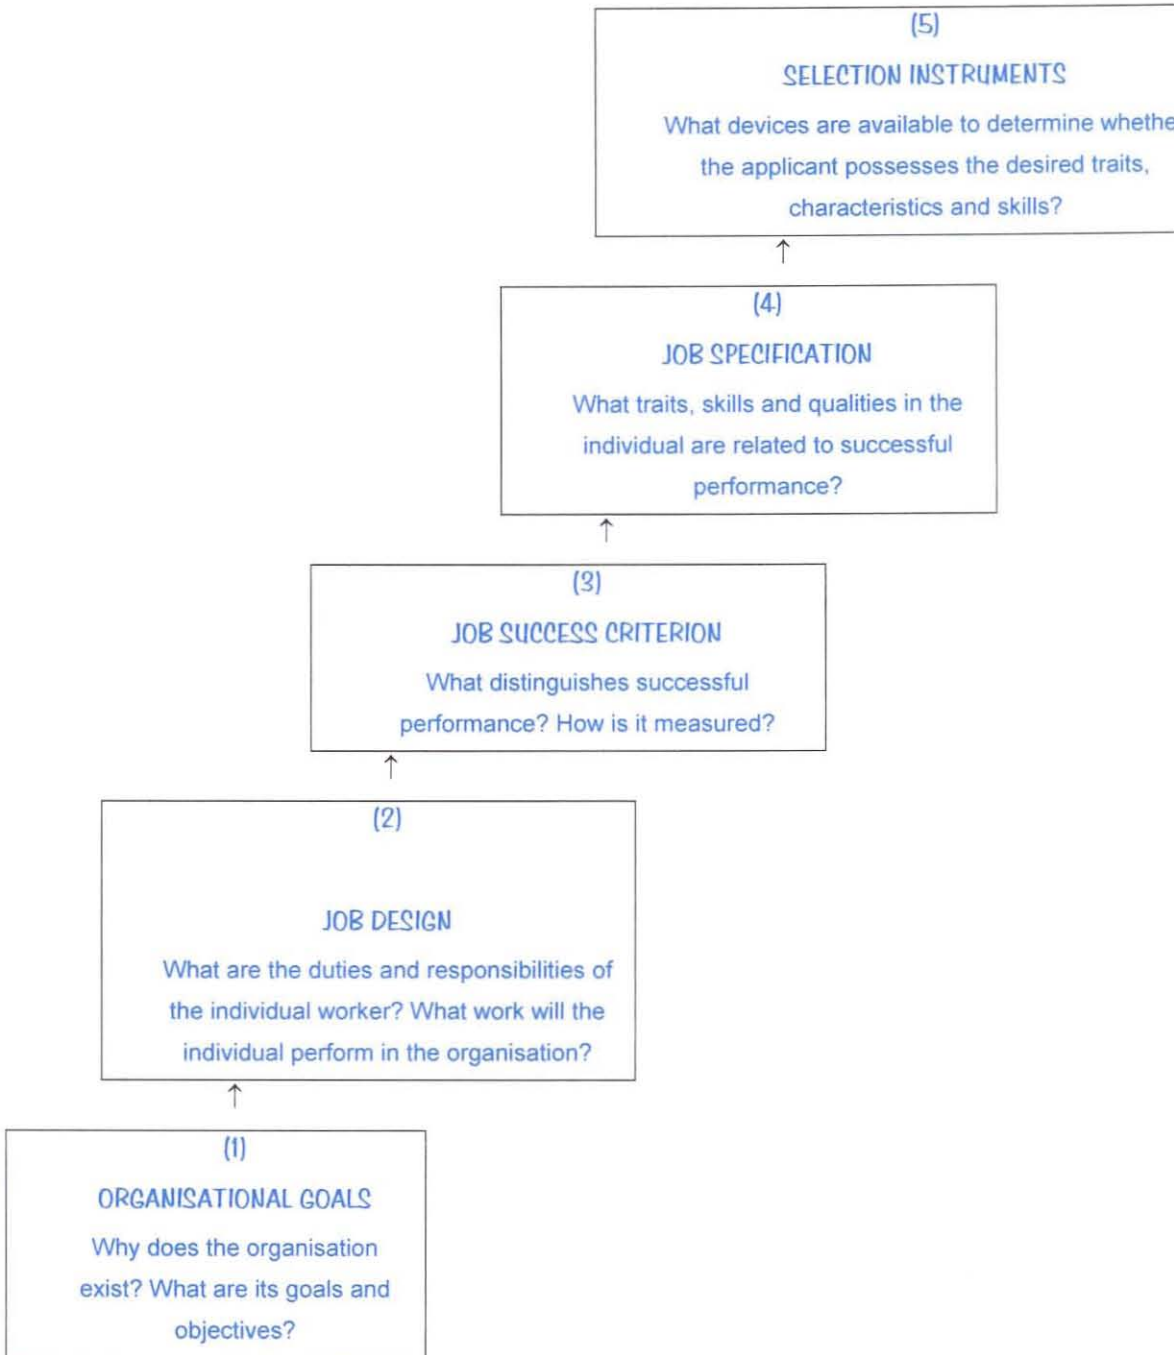 (5)
SELECTION INSTRUMENTS
What devices are available to determine whethe
the applicant possesses the desired traits,
characteristics and skills?
(4)
JOB SPECIFICATION
What traits, skills and qualities in the
individual are related to successful
performance?
(3)
JOB SUCCESS CRITERION
What distinguishes successful
performance? How is it measured?
(2)
JOB DESIGN
What are the duties and responsibilities of
the individual worker? What work will the
individual perform in the organisation?
(1)
ORGANISATIONAL GOALS
Why does the organisation
exist? What are its goals and
objectives?